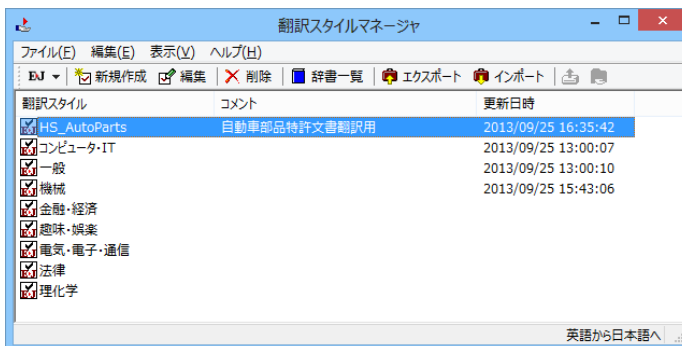 翻訳スタイルマネージャ
ファイル(F) 編集(E) 表示(V) ヘルプ(H)
EJ 新規作成 編集 削除 辞書一覧 エクスポート インポート
翻訳スタイル コメント 更新日時
HS_AutoParts 自動車部品特許文書翻訳用 2013/09/25 16:35:42
コンピュータ・IT 2013/09/25 13:00:07
一般 2013/09/25 13:00:10
機械 2013/09/25 15:43:06
金融・経済
趣味・娯楽
電気・電子・通信
法律
理化学
英語から日本語へ